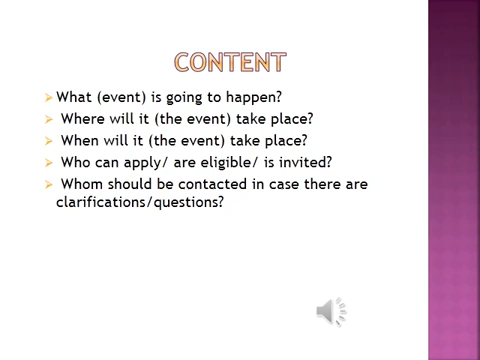 CONTENT
What (event) is going to happen?
Where will it (the event) take place?
When will it (the event) take place?
Who can apply/ are eligible/ is invited?
Whom should be contacted in case there are
clarifications/questions?